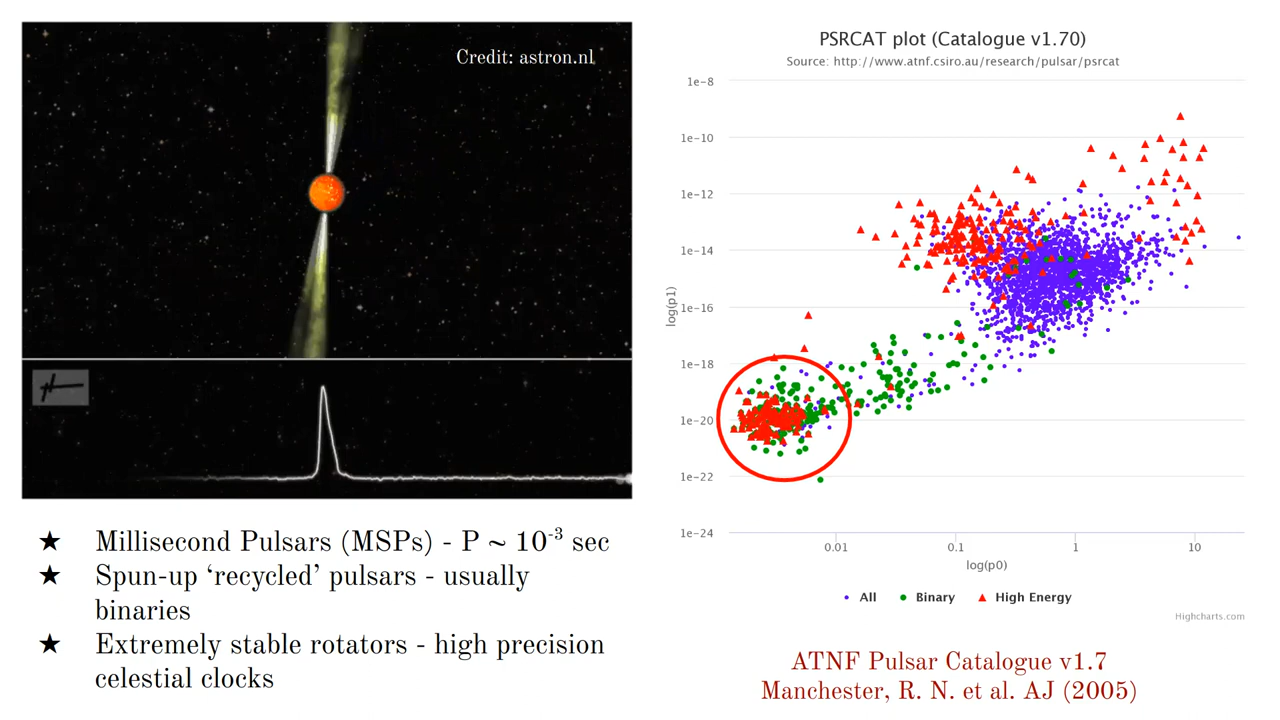 Credit: astron.nl
★ Millisecond Pulsars (MSPs) - P ~ 10⁻³ sec
★ Spun-up ‘recycled’ pulsars - usually
binaries
★ Extremely stable rotators - high precision
celestial clocks
PSRCAT plot (Catalogue v1.70)
Source: http://www.atnf.csiro.au/research/pulsar/psrcat
log(p1)
1e-8
1e-10
1e-12
1e-14
1e-16
1e-18
1e-20
1e-22
1e-24
0.01 0.1 1 10
log(p0)
All Binary High Energy
Highcharts.com
ATNF Pulsar Catalogue v1.7
Manchester, R. N. et al. AJ (2005)